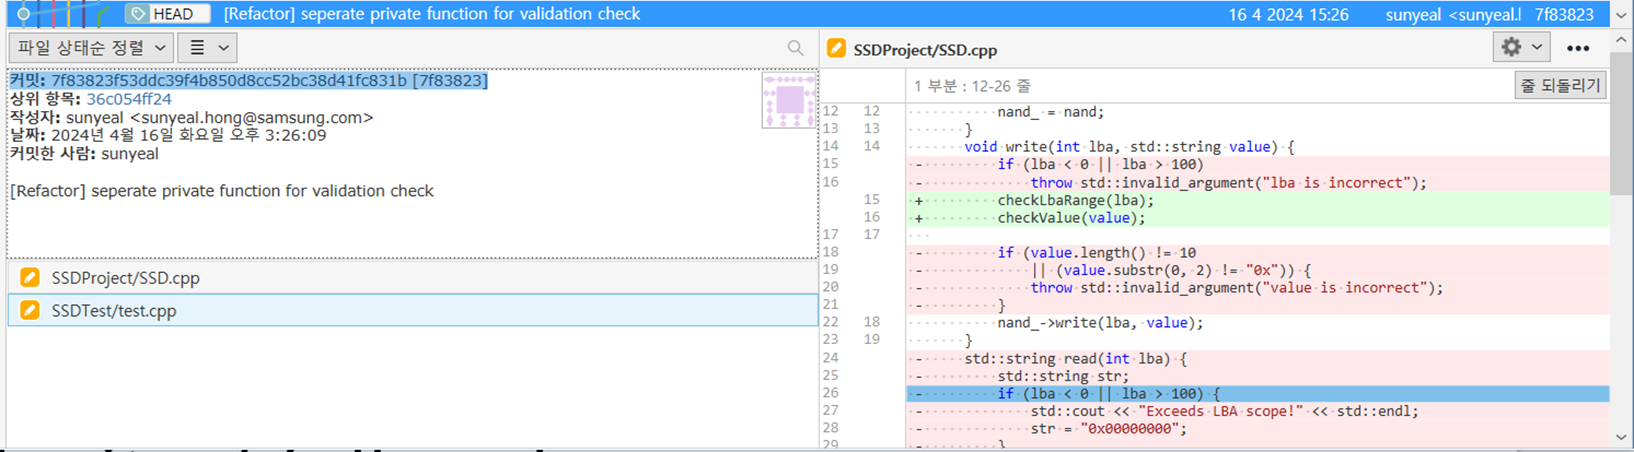 HEAD [Refactor] seperate private function for validation check 16 4 2024 15:26 sunyeal <sunyeal.l 7f83823
파일 상태순 정렬
커밋: 7f83823f53ddc39f4b850d8cc52bc38d41fc831b [7f83823]
상위 항목: 36c054ff24
작성자: sunyeal <sunyeal.hong@samsung.com>
날짜: 2024년 4월 16일 화요일 오후 3:26:09
커밋한 사람: sunyeal
[Refactor] seperate private function for validation check
SSDProject/SSD.cpp
SSDTest/test.cpp
SSDProject/SSD.cpp
1 부분 : 12-26 줄
줄 되돌리기
12 12 nand_ = nand;
13 13 }
14 14 void write(int lba, std::string value) {
15 - if (lba < 0 || lba > 100)
16 - throw std::invalid_argument("lba is incorrect");
15 + checkLbaRange(lba);
16 + checkValue(value);
17 17
18 - if (value.length() != 10
19 - || (value.substr(0, 2) != "0x")) {
20 - throw std::invalid_argument("value is incorrect");
21 - }
22 18 nand_->write(lba, value);
23 19 }
24 - std::string read(int lba) {
25 - std::string str;
26 - if (lba < 0 || lba > 100) {
27 - std::cout << "Exceeds LBA scope!" << std::endl;
28 - str = "0x00000000";
29 - }